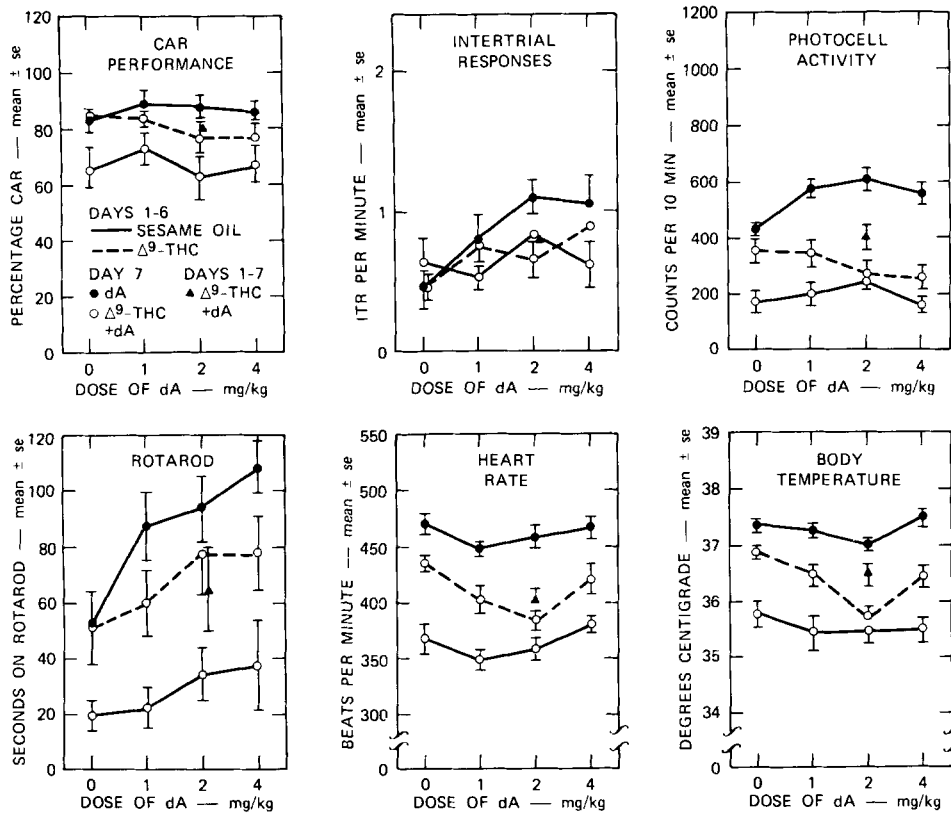 CAR
PERFORMANCE
PERCENTAGE CAR — mean ± se
120
100
80
60
40
20
0
DAYS 1-6
SESAME OIL
Δ⁹-THC
DAY 7
DAYS 1-7
dA
Δ⁹-THC
+dA
Δ⁹-THC
+dA
0 1 2 4
DOSE OF dA — mg/kg
INTERTRIAL
RESPONSES
ITR PER MINUTE — mean ± se
2
1
0
0 1 2 4
DOSE OF dA — mg/kg
PHOTOCELL
ACTIVITY
COUNTS PER 10 MIN — mean ± se
1200
1000
800
600
400
200
0
0 1 2 4
DOSE OF dA — mg/kg
ROTAROD
SECONDS ON ROTAROD — mean ± se
120
100
80
60
40
20
0
0 1 2 4
DOSE OF dA — mg/kg
HEART
RATE
BEATS PER MINUTE — mean ± se
550
500
450
400
350
300
0
0 1 2 4
DOSE OF dA — mg/kg
BODY
TEMPERATURE
DEGREES CENTIGRADE — mean ± se
39
38
37
36
35
34
0
0 1 2 4
DOSE OF dA — mg/kg